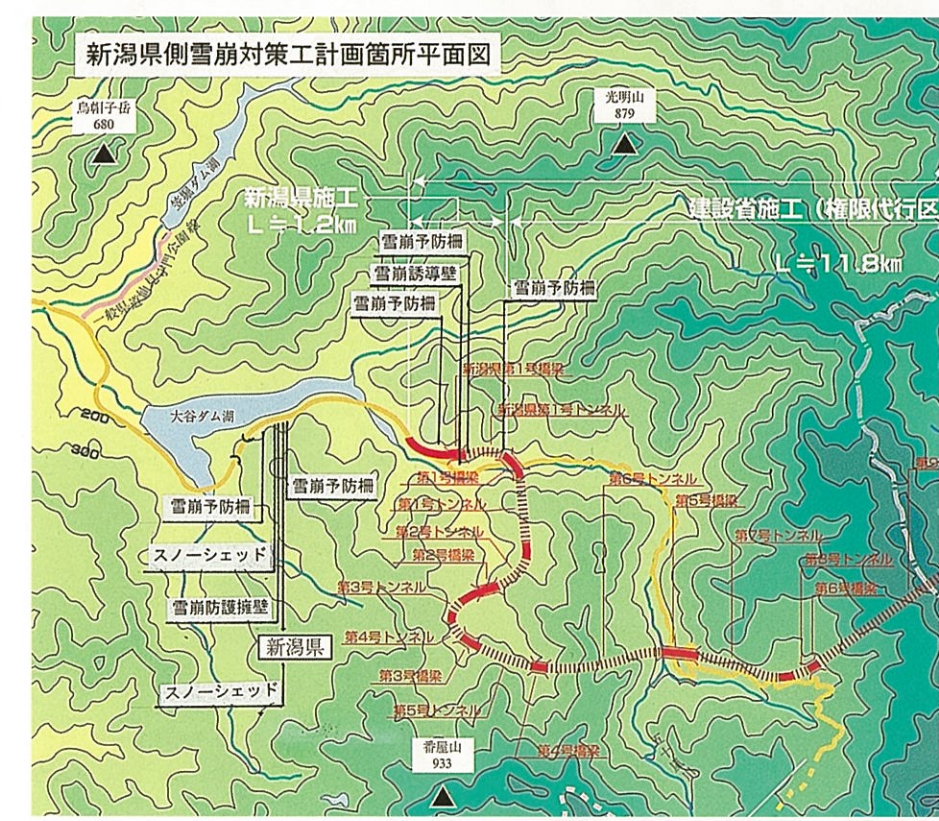 新潟県側雪崩対策工計画箇所平面図
烏帽子岳
680
光明山
879
笠堀ダム湖
新潟県施工
L≒1.2km
建設省施工（権限代行区
L≒11.8km
雪崩予防柵
雪崩誘導壁
雪崩予防柵
雪崩予防柵
新潟県第1号橋梁
新潟県第1号トンネル
大谷ダム湖
200
300
雪崩予防柵
雪崩予防柵
スノーシェッド
雪崩防護擁壁
新潟県
スノーシェッド
第1号橋梁
第1号トンネル
第2号トンネル
第2号橋梁
第3号トンネル
第4号トンネル
第3号橋梁
第5号トンネル
第4号橋梁
第6号トンネル
第5号橋梁
第7号トンネル
第8号トンネル
第6号橋梁
番屋山
933